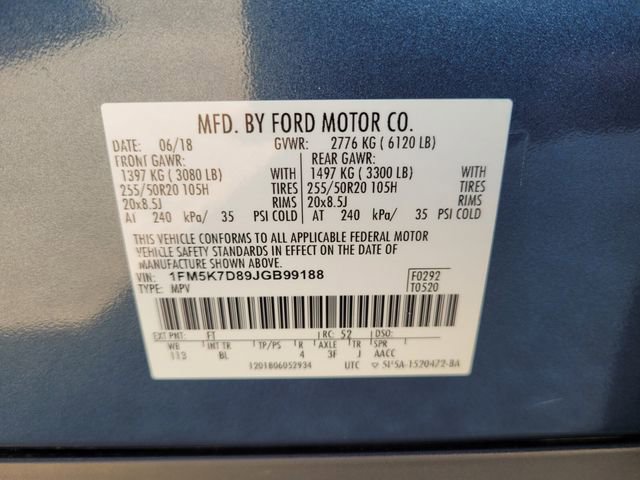 MFD. BY FORD MOTOR CO.
DATE: 06/18 GVWR: 2776 KG ( 6120 LB)
FRONT GAWR: REAR GAWR:
1397 KG ( 3080 LB) WITH 1497 KG ( 3300 LB) WITH
255/50R20 105H TIRES 255/50R20 105H TIRES
20x8.5J RIMS 20x8.5J RIMS
AT 240 kPa/ 35 PSI COLD AT 240 kPa/ 35 PSI COLD
THIS VEHICLE CONFORMS TO ALL APPLICABLE FEDERAL MOTOR
VEHICLE SAFETY STANDARDS IN EFFECT ON THE DATE OF
MANUFACTURE SHOWN ABOVE.
VIN: 1FM5K7D89JGB99188 F0292
TYPE: MPV T0520
EXT PNT: FT RC: 52 DSO:
WB INT TR TP/PS R AXLE TR SPR
113 BL 4 3F J AACC
1201806052934 UTC